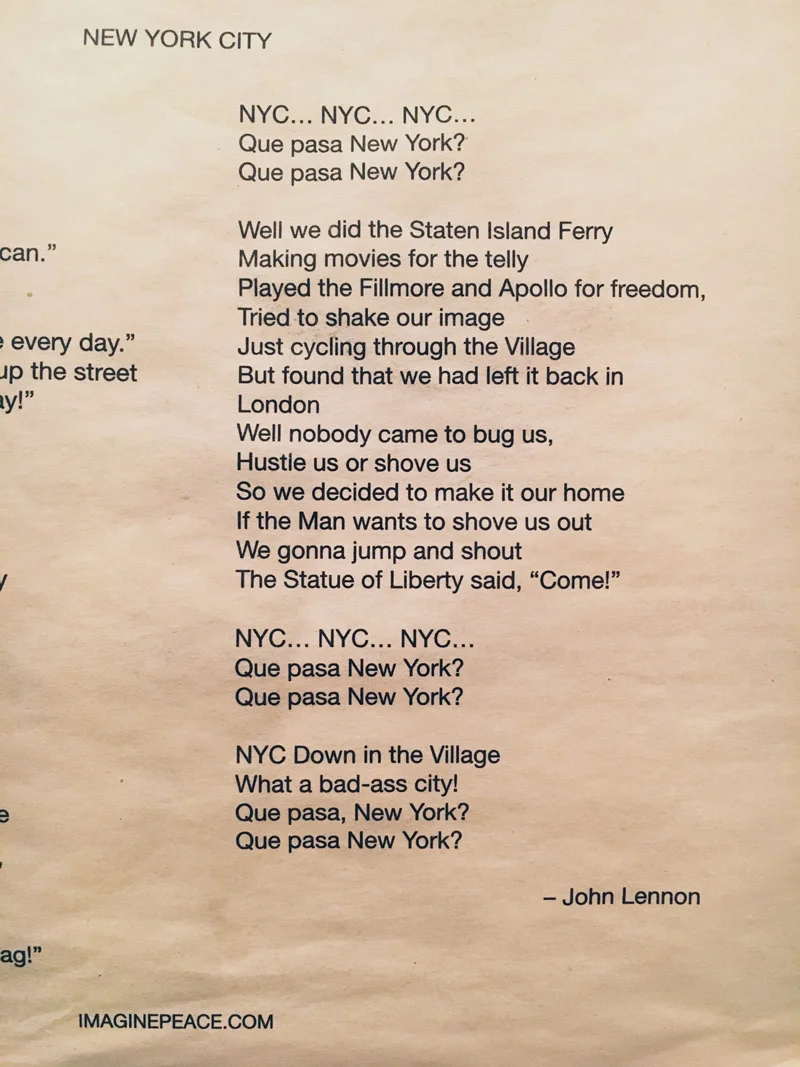 NEW YORK CITY
can.”
every day.”
up the street
ay!”
y
e
,
ag!”
NYC... NYC... NYC...
Que pasa New York?
Que pasa New York?
Well we did the Staten Island Ferry
Making movies for the telly
Played the Fillmore and Apollo for freedom,
Tried to shake our image
Just cycling through the Village
But found that we had left it back in
London
Well nobody came to bug us,
Hustle us or shove us
So we decided to make it our home
If the Man wants to shove us out
We gonna jump and shout
The Statue of Liberty said, “Come!”
NYC... NYC... NYC...
Que pasa New York?
Que pasa New York?
NYC Down in the Village
What a bad-ass city!
Que pasa, New York?
Que pasa New York?
– John Lennon
IMAGINEPEACE.COM